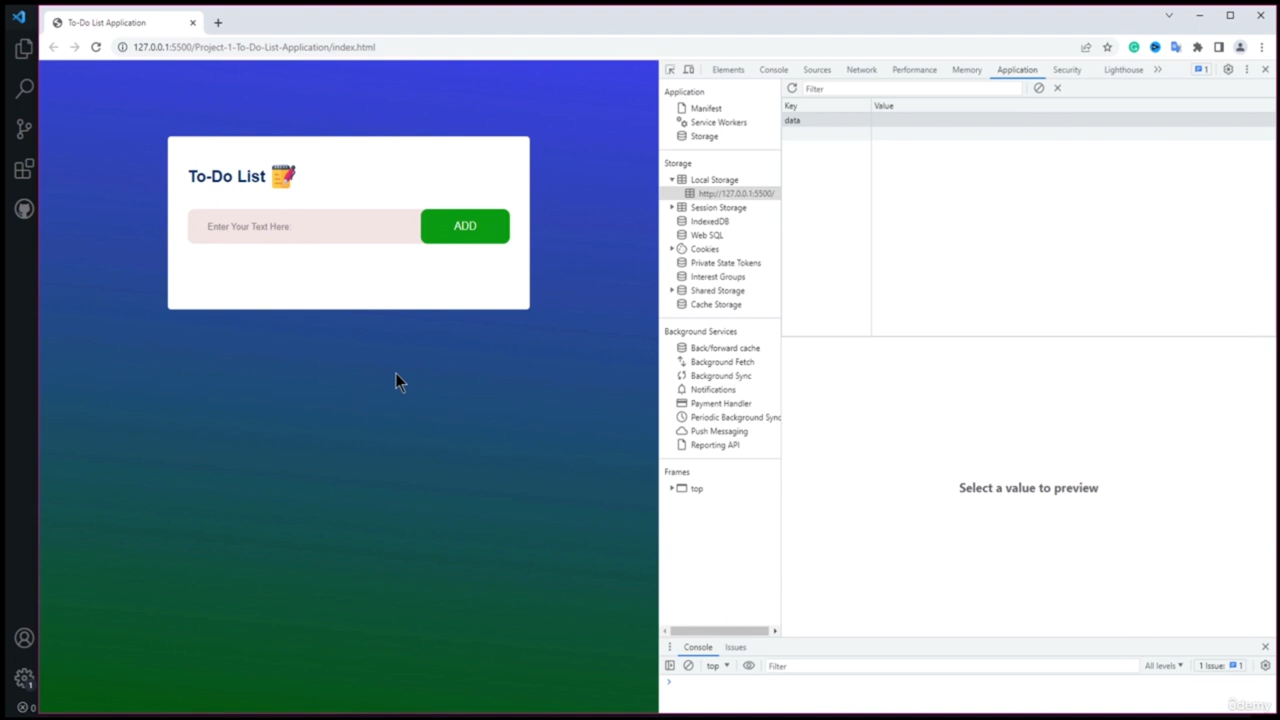 To-Do List Application
127.0.0.1:5500/Project-1-To-Do-List-Application/index.html
To-Do List
Enter Your Text Here:
ADD
Elements Console Sources Network Performance Memory Application Security Lighthouse 1
Application
Manifest
Service Workers
Storage
Storage
Local Storage
http://127.0.0.1:5500/
Session Storage
IndexedDB
Web SQL
Cookies
Private State Tokens
Interest Groups
Shared Storage
Cache Storage
Background Services
Back/forward cache
Background Fetch
Background Sync
Notifications
Payment Handler
Periodic Background Sync
Push Messaging
Reporting API
Frames
top
Filter
Key Value
data
Select a value to preview
Console Issues
top Filter All levels 1 Issue: 1
1
0
ûdemy